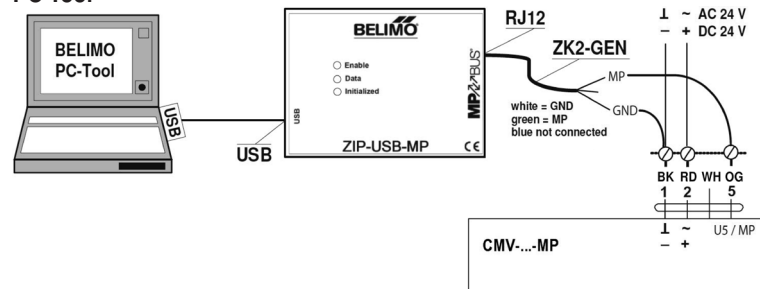 PC-Tool
BELIMO
PC-Tool
USB
USB
BELIMO®
Enable
Data
Initialized
USB
MP BUS®
ZIP-USB-MP
CE
RJ12
ZK2-GEN
MP
GND
white = GND
green = MP
blue not connected
⊥ ~ AC 24 V
– + DC 24 V
BK RD WH OG
1 2 5
⊥ ~ U5 / MP
– +
CMV-...-MP